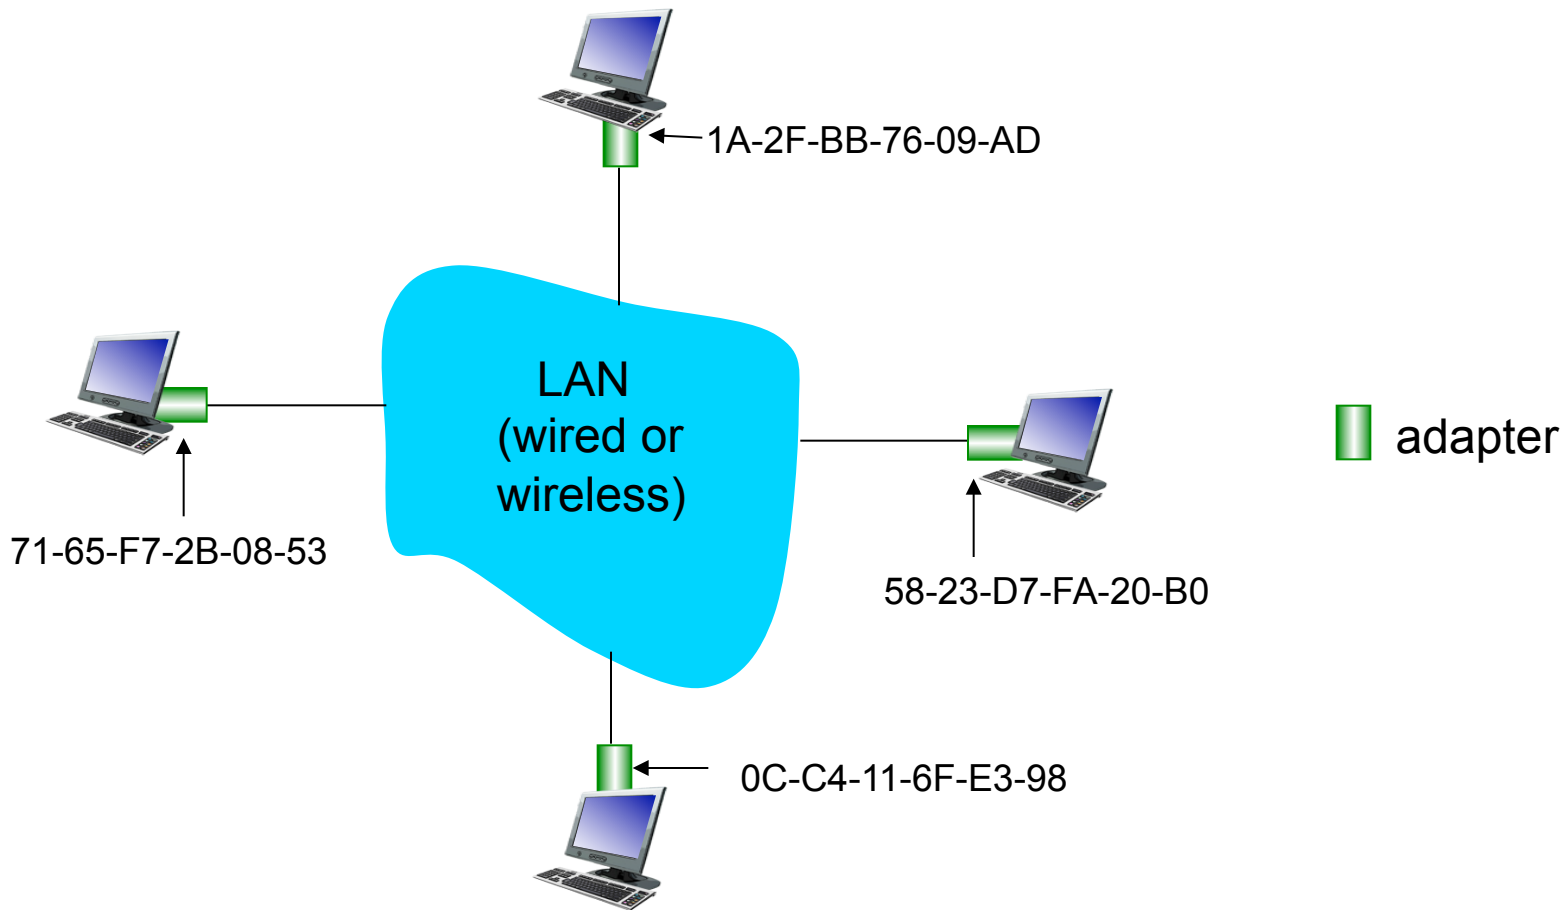 1A-2F-BB-76-09-AD
LAN
(wired or
wireless)
adapter
71-65-F7-2B-08-53
58-23-D7-FA-20-B0
0C-C4-11-6F-E3-98